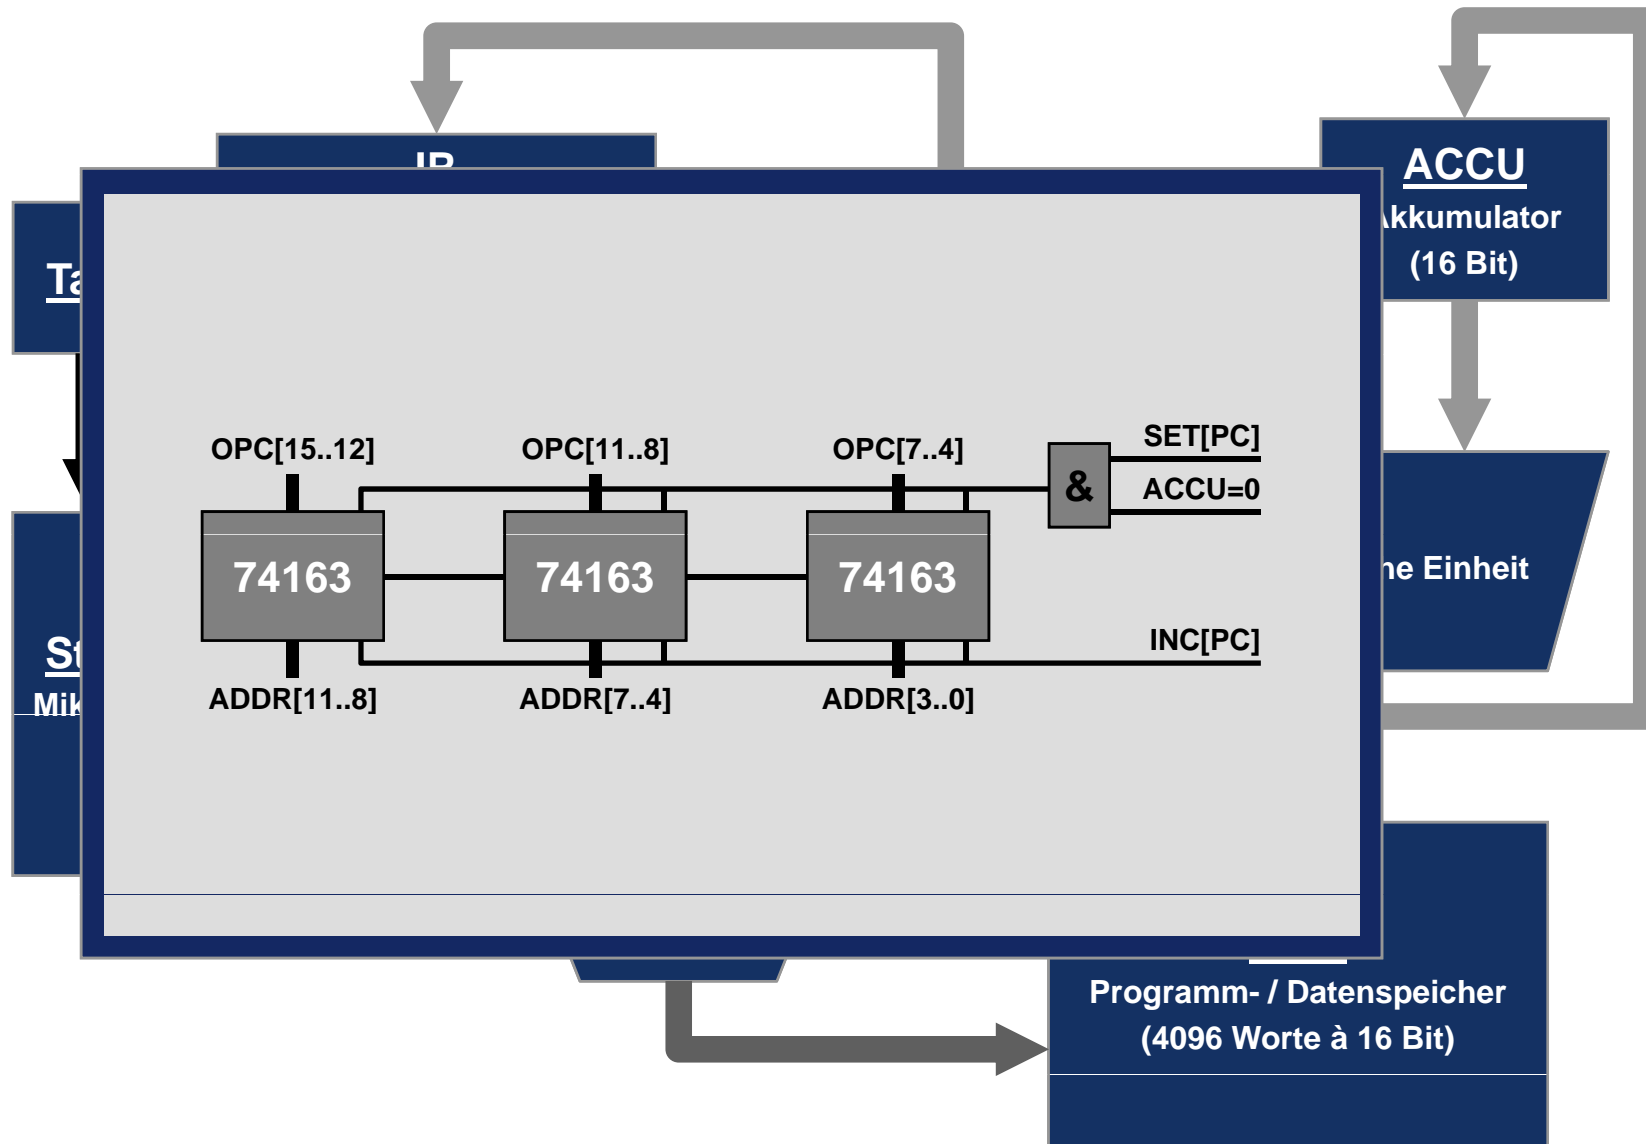 ACCU
kkumulator
(16 Bit)
OPC[15..12]
OPC[11..8]
OPC[7..4]
SET[PC]
&
ACCU=0
74163
74163
74163
ne Einheit
INC[PC]
ADDR[11..8]
ADDR[7..4]
ADDR[3..0]
Mik
Programm- / Datenspeicher
(4096 Worte à 16 Bit)